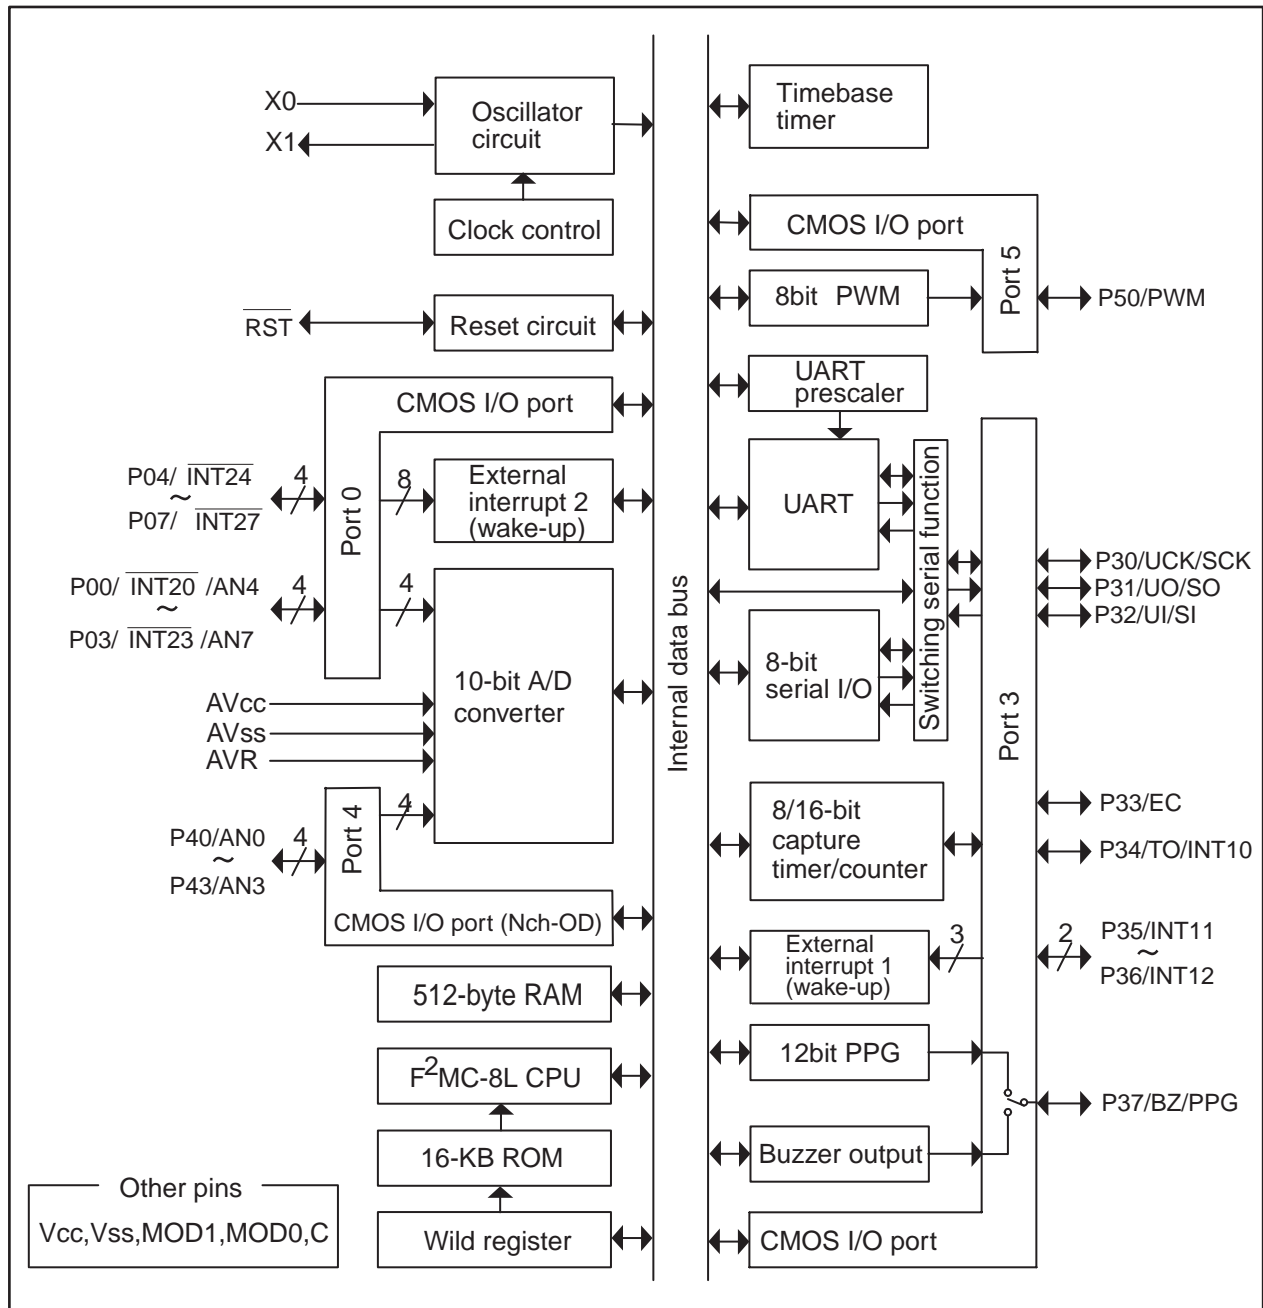 X0
X1
Oscillator
circuit
Clock control
RST
Reset circuit
CMOS I/O port
Port 0
P04/ INT24
~
P07/ INT27
4
8
External
interrupt 2
(wake-up)
P00/ INT20 /AN4
~
P03/ INT23 /AN7
4
4
10-bit A/D
converter
AVcc
AVss
AVR
Port 4
4
P40/AN0
~
P43/AN3
4
CMOS I/O port (Nch-OD)
512-byte RAM
F2MC-8L CPU
16-KB ROM
Wild register
Other pins
Vcc,Vss,MOD1,MOD0,C
Internal data bus
Timebase
timer
CMOS I/O port
Port 5
8bit PWM
P50/PWM
UART
prescaler
UART
Switching serial function
8-bit
serial I/O
Port 3
P30/UCK/SCK
P31/UO/SO
P32/UI/SI
8/16-bit
capture
timer/counter
P33/EC
P34/TO/INT10
External
interrupt 1
(wake-up)
3
2
P35/INT11
~
P36/INT12
12bit PPG
P37/BZ/PPG
Buzzer output
CMOS I/O port